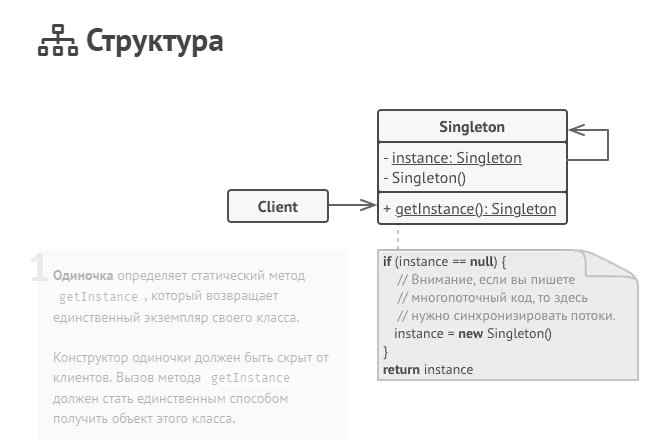 Структура
Singleton
- instance: Singleton
- Singleton()
+ getInstance(): Singleton
Client
1
Одиночка определяет статический метод
getInstance , который возвращает
единственный экземпляр своего класса.
Конструктор одиночки должен быть скрыт от
клиентов. Вызов метода getInstance
должен стать единственным способом
получить объект этого класса.
if (instance == null) {
// Внимание, если вы пишете
// многопоточный код, то здесь
// нужно синхронизировать потоки.
instance = new Singleton()
}
return instance